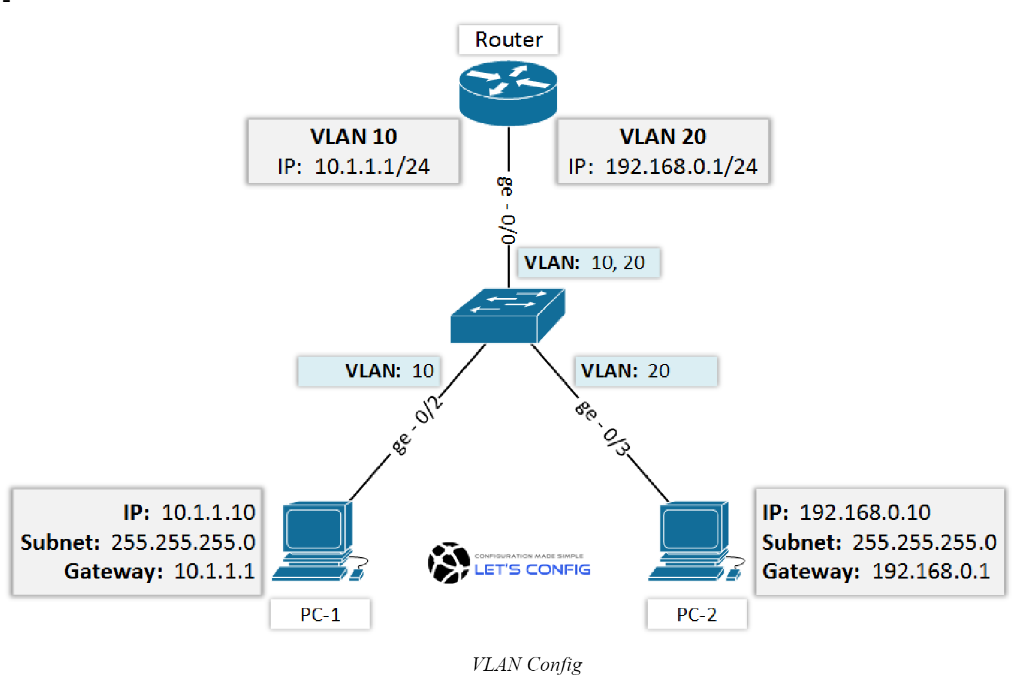 Router
VLAN 10
IP: 10.1.1.1/24
VLAN 20
IP: 192.168.0.1/24
ge - 0/0
VLAN: 10, 20
VLAN: 10
VLAN: 20
ge - 0/2
ge - 0/3
IP: 10.1.1.10
Subnet: 255.255.255.0
Gateway: 10.1.1.1
CONFIGURATION MADE SIMPLE
LET'S CONFIG
IP: 192.168.0.10
Subnet: 255.255.255.0
Gateway: 192.168.0.1
PC-1
PC-2
VLAN Config